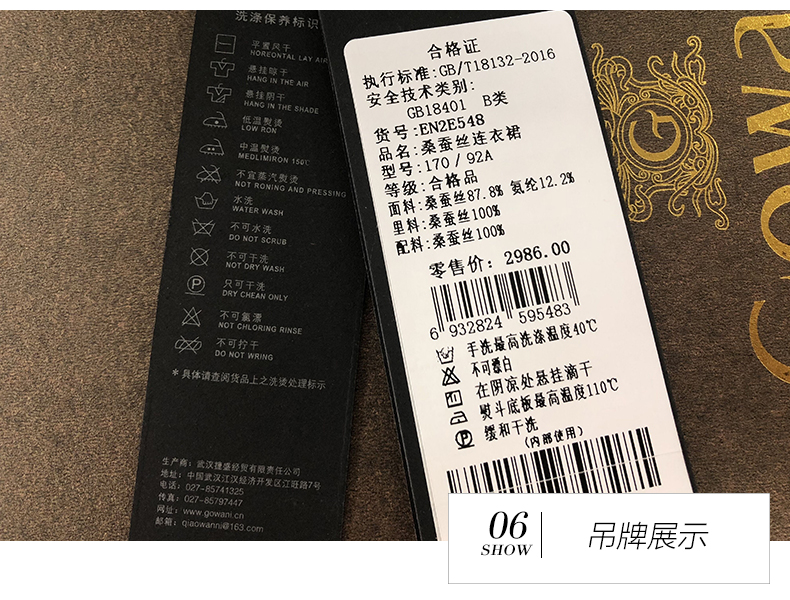 洗涤保养标识
平置风干
NOREONTAL LAY AIR
悬挂晾干
HANG IN THE AIR
悬挂阴干
HANG IN THE SHADE
低温熨烫
LOW RON
中温熨烫
MEDLIMIRON 150℃
不宜蒸汽熨烫
NOT RONING AND PRESSING
水洗
WATER WASH
不可水洗
DO NOT SCRUB
不可干洗
NOT DRY WASH
只可干洗
DRY CHEAN ONLY
不可氯漂
NOT CHLORING RINSE
不可拧干
DO NOT WRING
*具体请查阅货品上之洗烫处理标示
生产商：武汉捷盛经贸有限责任公司
地址：中国武汉江汉经济开发区江旺路7号
电话：027-85741325
传真：027-85797447
网址：www.gowani.cn
邮箱：qiaowanni@163.com
合格证
执行标准:GB/T18132-2016
安全技术类别:
GB18401 B类
货号:EN2E548
品名:桑蚕丝连衣裙
型号:170/92A
等级:合格品
面料:桑蚕丝87.8% 氨纶12.2%
里料:桑蚕丝100%
配料:桑蚕丝100%
零售价: 2986.00
6 932824 595483
手洗最高洗涤温度40℃
不可漂白
在阴凉处悬挂滴干
熨斗底板最高温度110℃
缓和干洗
(内部使用)
G
GOWA
06
SHOW
吊牌展示